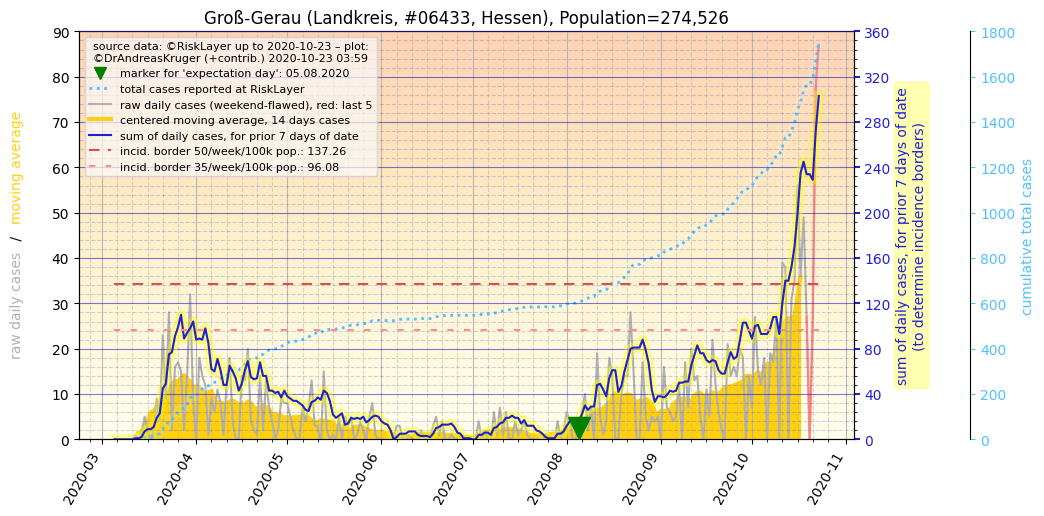 Groß-Gerau (Landkreis, #06433, Hessen), Population=274,526
source data: ©RiskLayer up to 2020-10-23 – plot:
©DrAndreasKruger (+contrib.) 2020-10-23 03:59
marker for 'expectation day': 05.08.2020
total cases reported at RiskLayer
raw daily cases (weekend-flawed), red: last 5
centered moving average, 14 days cases
sum of daily cases, for prior 7 days of date
incid. border 50/week/100k pop.: 137.26
incid. border 35/week/100k pop.: 96.08
raw daily cases / moving average
90
80
70
60
50
40
30
20
10
0
2020-03
2020-04
2020-05
2020-06
2020-07
2020-08
2020-09
2020-10
2020-11
360
320
280
240
200
160
120
80
40
0
sum of daily cases, for prior 7 days of date
(to determine incidence borders)
1800
1600
1400
1200
1000
800
600
400
200
0
cumulative total cases